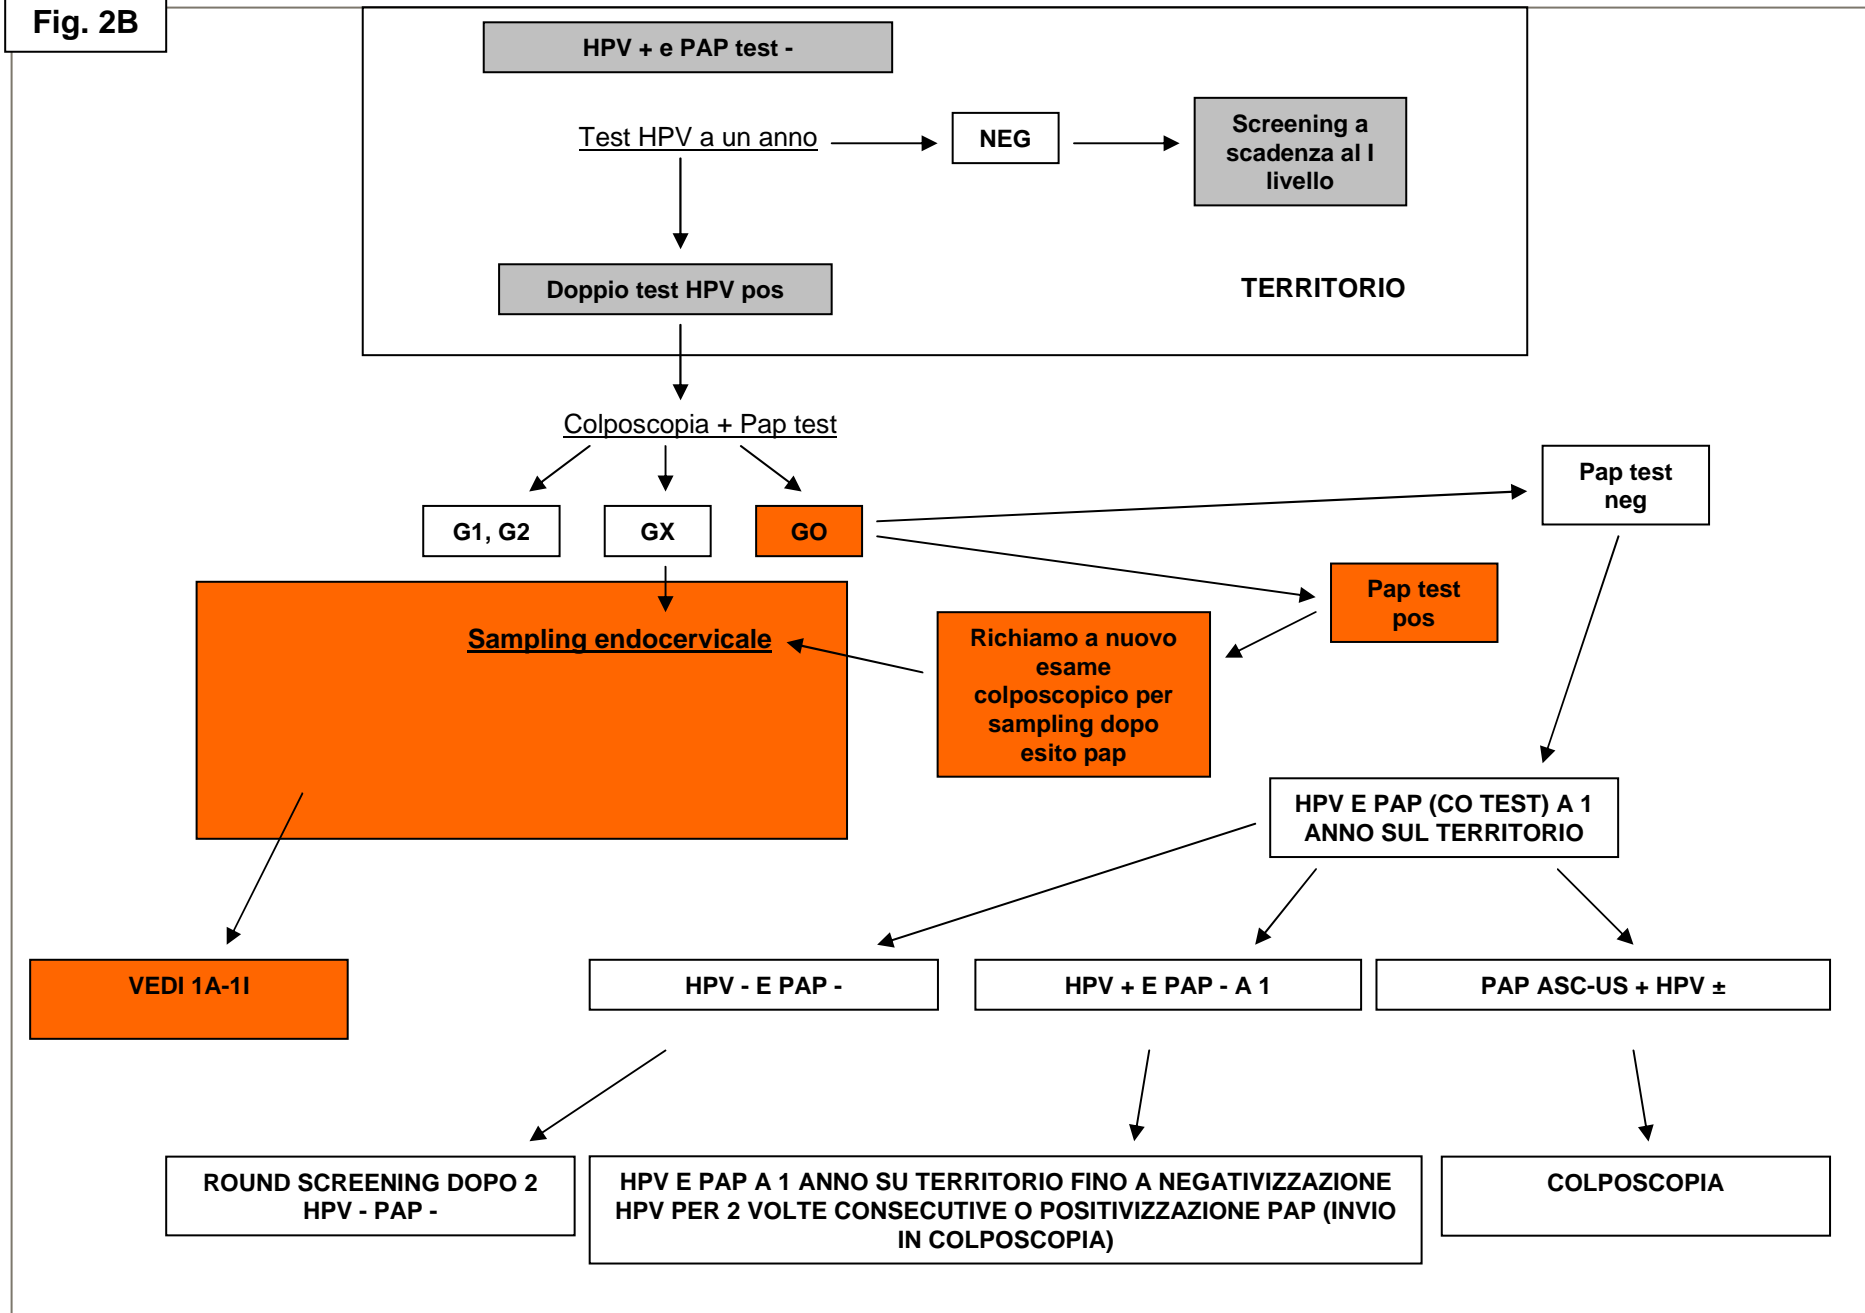 Fig. 2B
HPV + e PAP test -
Test HPV a un anno
NEG
Screening a
scadenza al I
livello
Doppio test HPV pos
TERRITORIO
Colposcopia + Pap test
G1, G2
GX
GO
Pap test
neg
Pap test
pos
Sampling endocervicale
Richiamo a nuovo
esame
colposcopico per
sampling dopo
esito pap
HPV E PAP (CO TEST) A 1
ANNO SUL TERRITORIO
VEDI 1A-1I
HPV - E PAP -
HPV + E PAP - A 1
PAP ASC-US + HPV ±
ROUND SCREENING DOPO 2
HPV - PAP -
HPV E PAP A 1 ANNO SU TERRITORIO FINO A NEGATIVIZZAZIONE
HPV PER 2 VOLTE CONSECUTIVE O POSITIVIZZAZIONE PAP (INVIO
IN COLPOSCOPIA)
COLPOSCOPIA